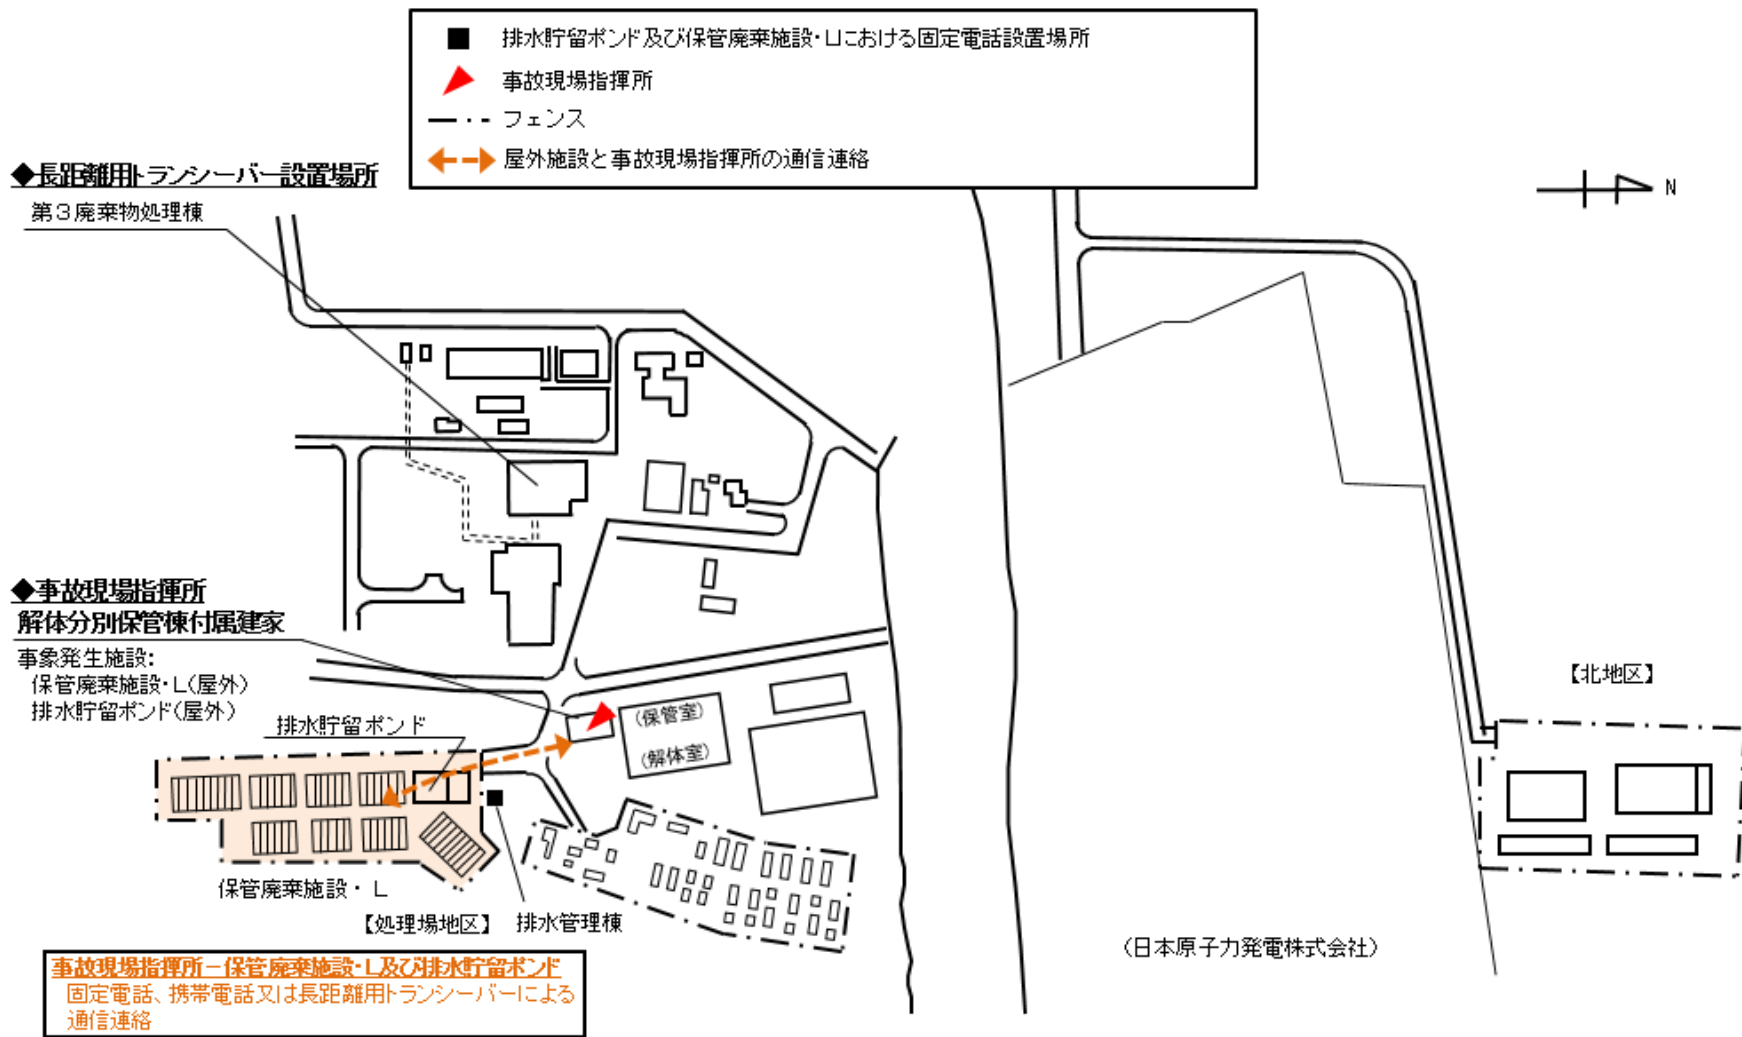 排水貯留ポンド及び保管廃棄施設・Lにおける固定電話設置場所
事故現場指揮所
フェンス
屋外施設と事故現場指揮所の通信連絡
◆長距離用トランシーバー設置場所
第3廃棄物処理棟
N
◆事故現場指揮所
解体分別保管棟付属建家
事象発生施設:
保管廃棄施設・L(屋外)
排水貯留ポンド(屋外)
排水貯留ポンド
(保管室)
(解体室)
【北地区】
保管廃棄施設・L
【処理場地区】
排水管理棟
(日本原子力発電株式会社)
事故現場指揮所－保管廃棄施設・L及び排水貯留ポンド
固定電話、携帯電話又は長距離用トランシーバーによる
通信連絡